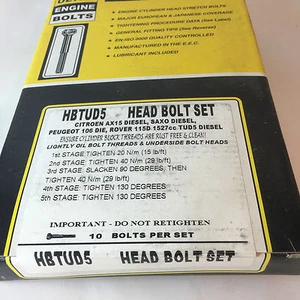 ENGINE
BOLTS
ENGINE CYLINDER HEAD STRETCH BOLTS
MAJOR EUROPEAN & JAPANESE COVERAGE
TIGHTENING PROCEDURE DATA (See Label)
GENERAL FITTING TIPS (See Reverse)
EN-ISO 9002 QUALITY CONTROLLED
MANUFACTURED IN THE E.E.C.
LUBRICANT INCLUDED
HBTUD5 HEAD BOLT SET
CITROEN AX15 DIESEL, SAXO DIESEL,
PEUGEOT 106 DIE, ROVER 115D 1527cc TUD5 DIESEL
ENSURE CYLINDER BLOCK THREADS ARE RUST FREE & CLEAN!
LIGHTLY OIL BOLT THREADS & UNDERSIDE BOLT HEADS
1st STAGE: TIGHTEN 20 N/m (15 lb/ft)
2nd STAGE: TIGHTEN 40 N/m (29 lb/ft)
3rd STAGE: SLACKEN 90 DEGREES, THEN
TIGHTEN 40 N/m (29 lb/ft)
4th STAGE: TIGHTEN 130 DEGREES
5th STAGE: TIGHTEN 130 DEGREES
IMPORTANT - DO NOT RETIGHTEN
10 BOLTS PER SET
HBTUD5 HEAD BOLT SET